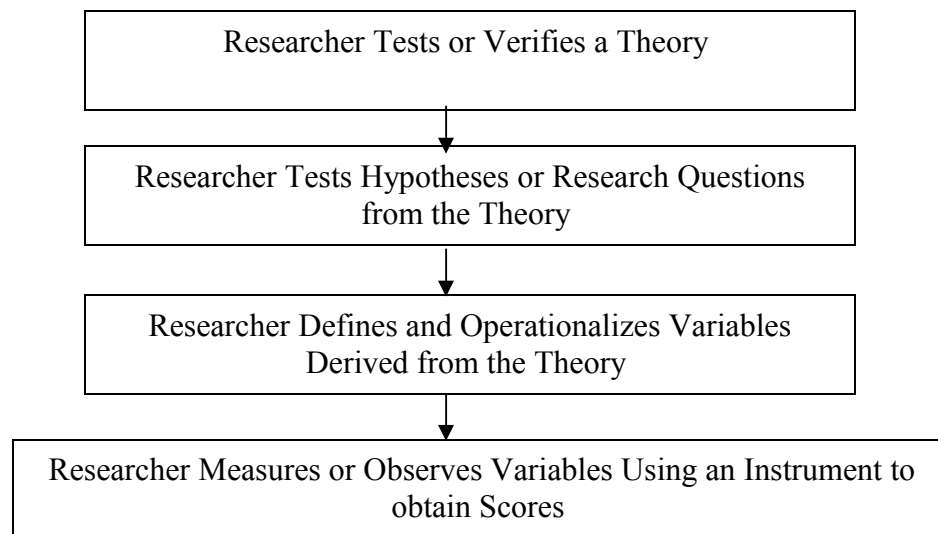 Researcher Tests or Verifies a Theory
Researcher Tests Hypotheses or Research Questions
from the Theory
Researcher Defines and Operationalizes Variables
Derived from the Theory
Researcher Measures or Observes Variables Using an Instrument to
obtain Scores